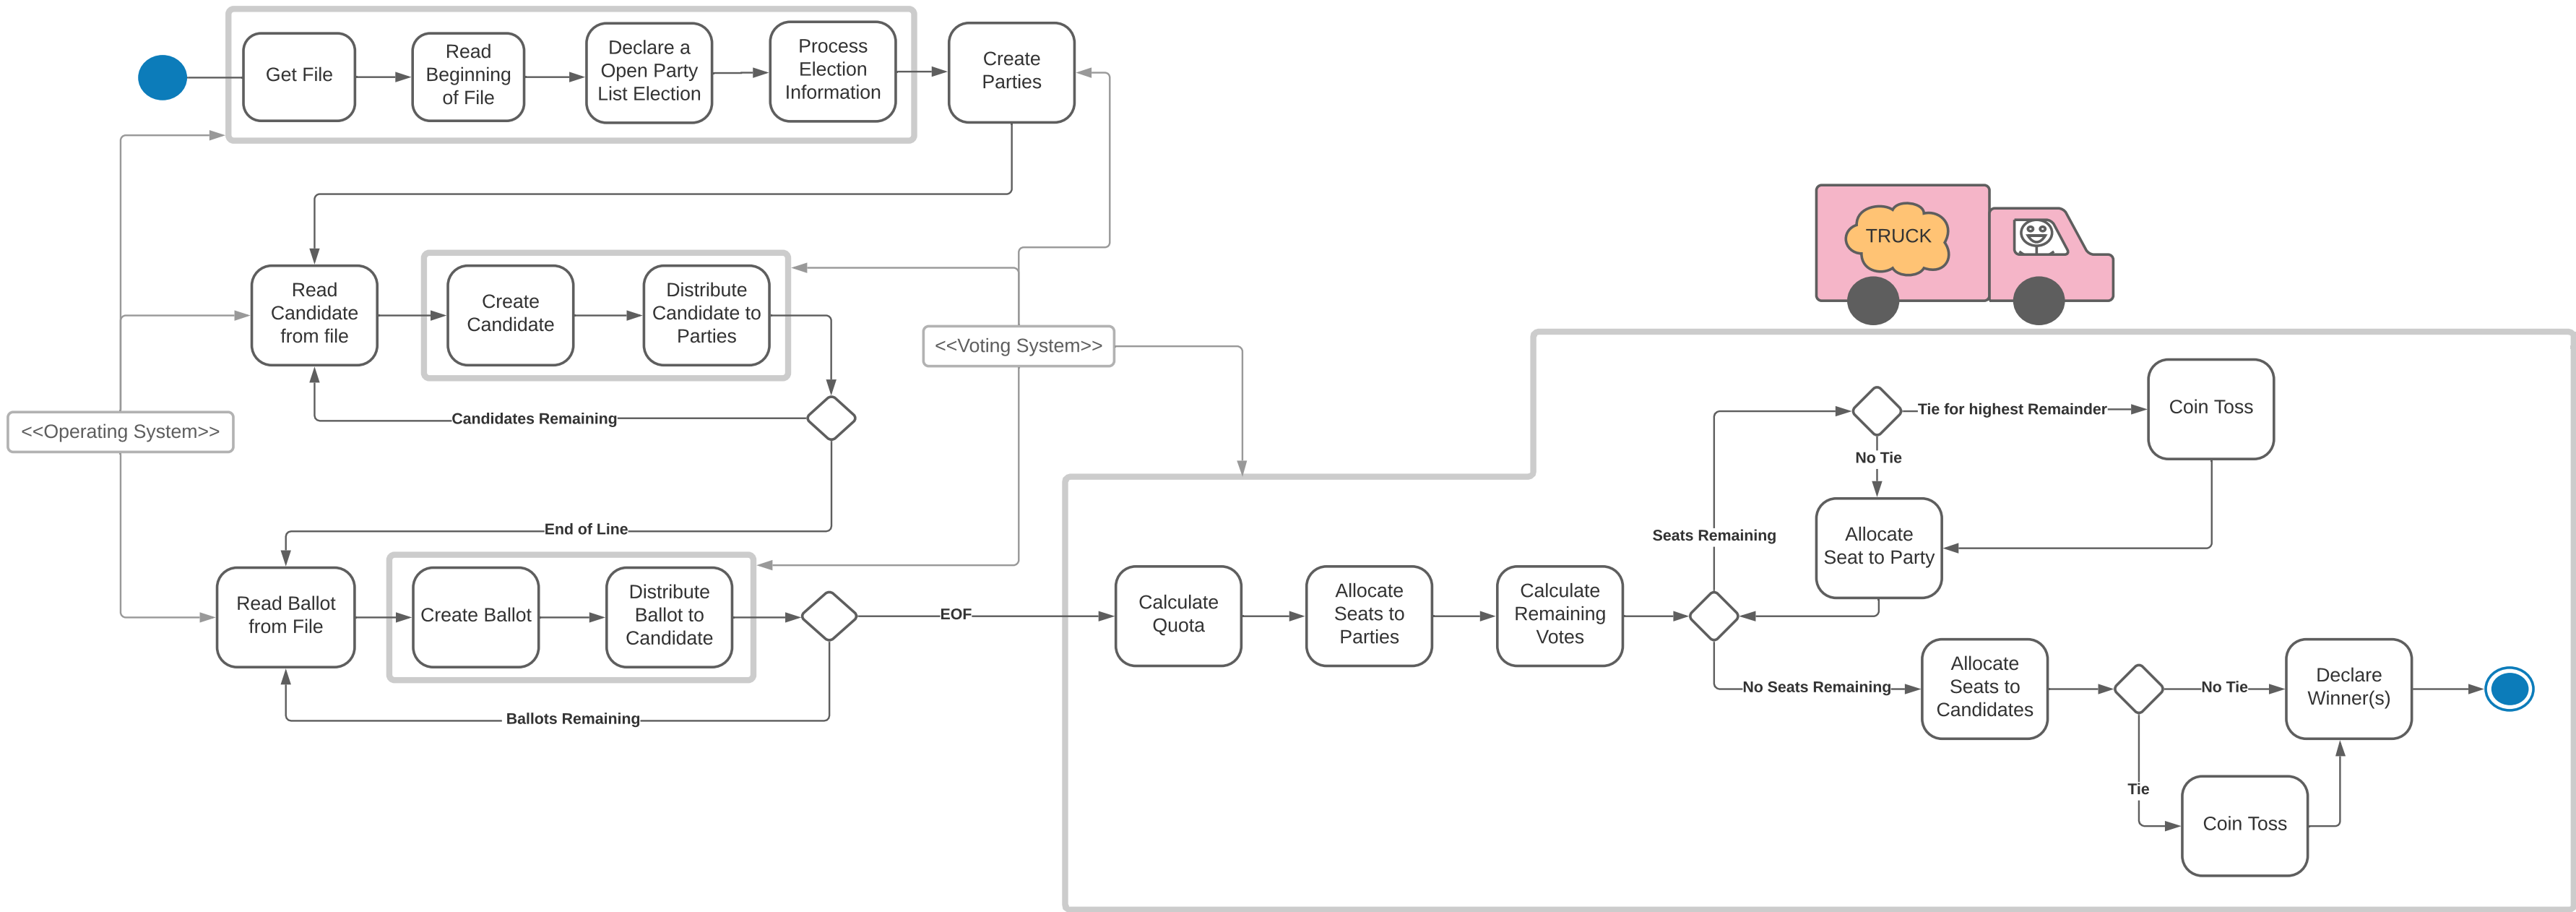 Get File
Read
Beginning
of File
Declare a
Open Party
List Election
Process
Election
Information
Create
Parties
TRUCK
Read
Candidate
from file
Create
Candidate
Distribute
Candidate to
Parties
<<Voting System>>
Candidates Remaining
<<Operating System>>
Tie for highest Remainder
Coin Toss
No Tie
End of Line
Seats Remaining
Allocate
Seat to Party
Read Ballot
from File
Create Ballot
Distribute
Ballot to
Candidate
EOF
Calculate
Quota
Allocate
Seats to
Parties
Calculate
Remaining
Votes
Ballots Remaining
No Seats Remaining
Allocate
Seats to
Candidates
No Tie
Declare
Winner(s)
Tie
Coin Toss